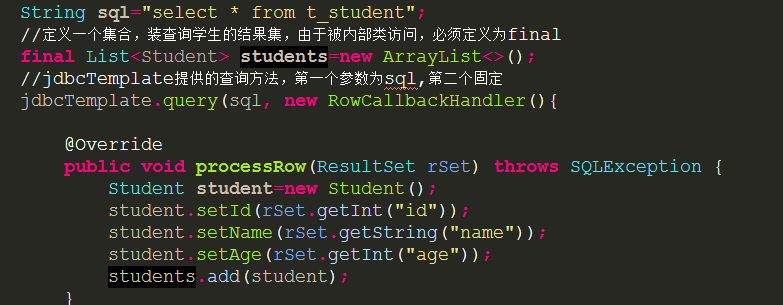 String sql="select * from t_student";
//定义一个集合，装查询学生的结果集，由于被内部类访问，必须定义为final
final List<Student> students=new ArrayList<>();
//jdbcTemplate提供的查询方法，第一个参数为sql,第二个固定
jdbcTemplate.query(sql, new RowCallbackHandler(){
@Override
public void processRow(ResultSet rSet) throws SQLException {
Student student=new Student();
student.setId(rSet.getInt("id"));
student.setName(rSet.getString("name"));
student.setAge(rSet.getInt("age"));
students.add(student);
}